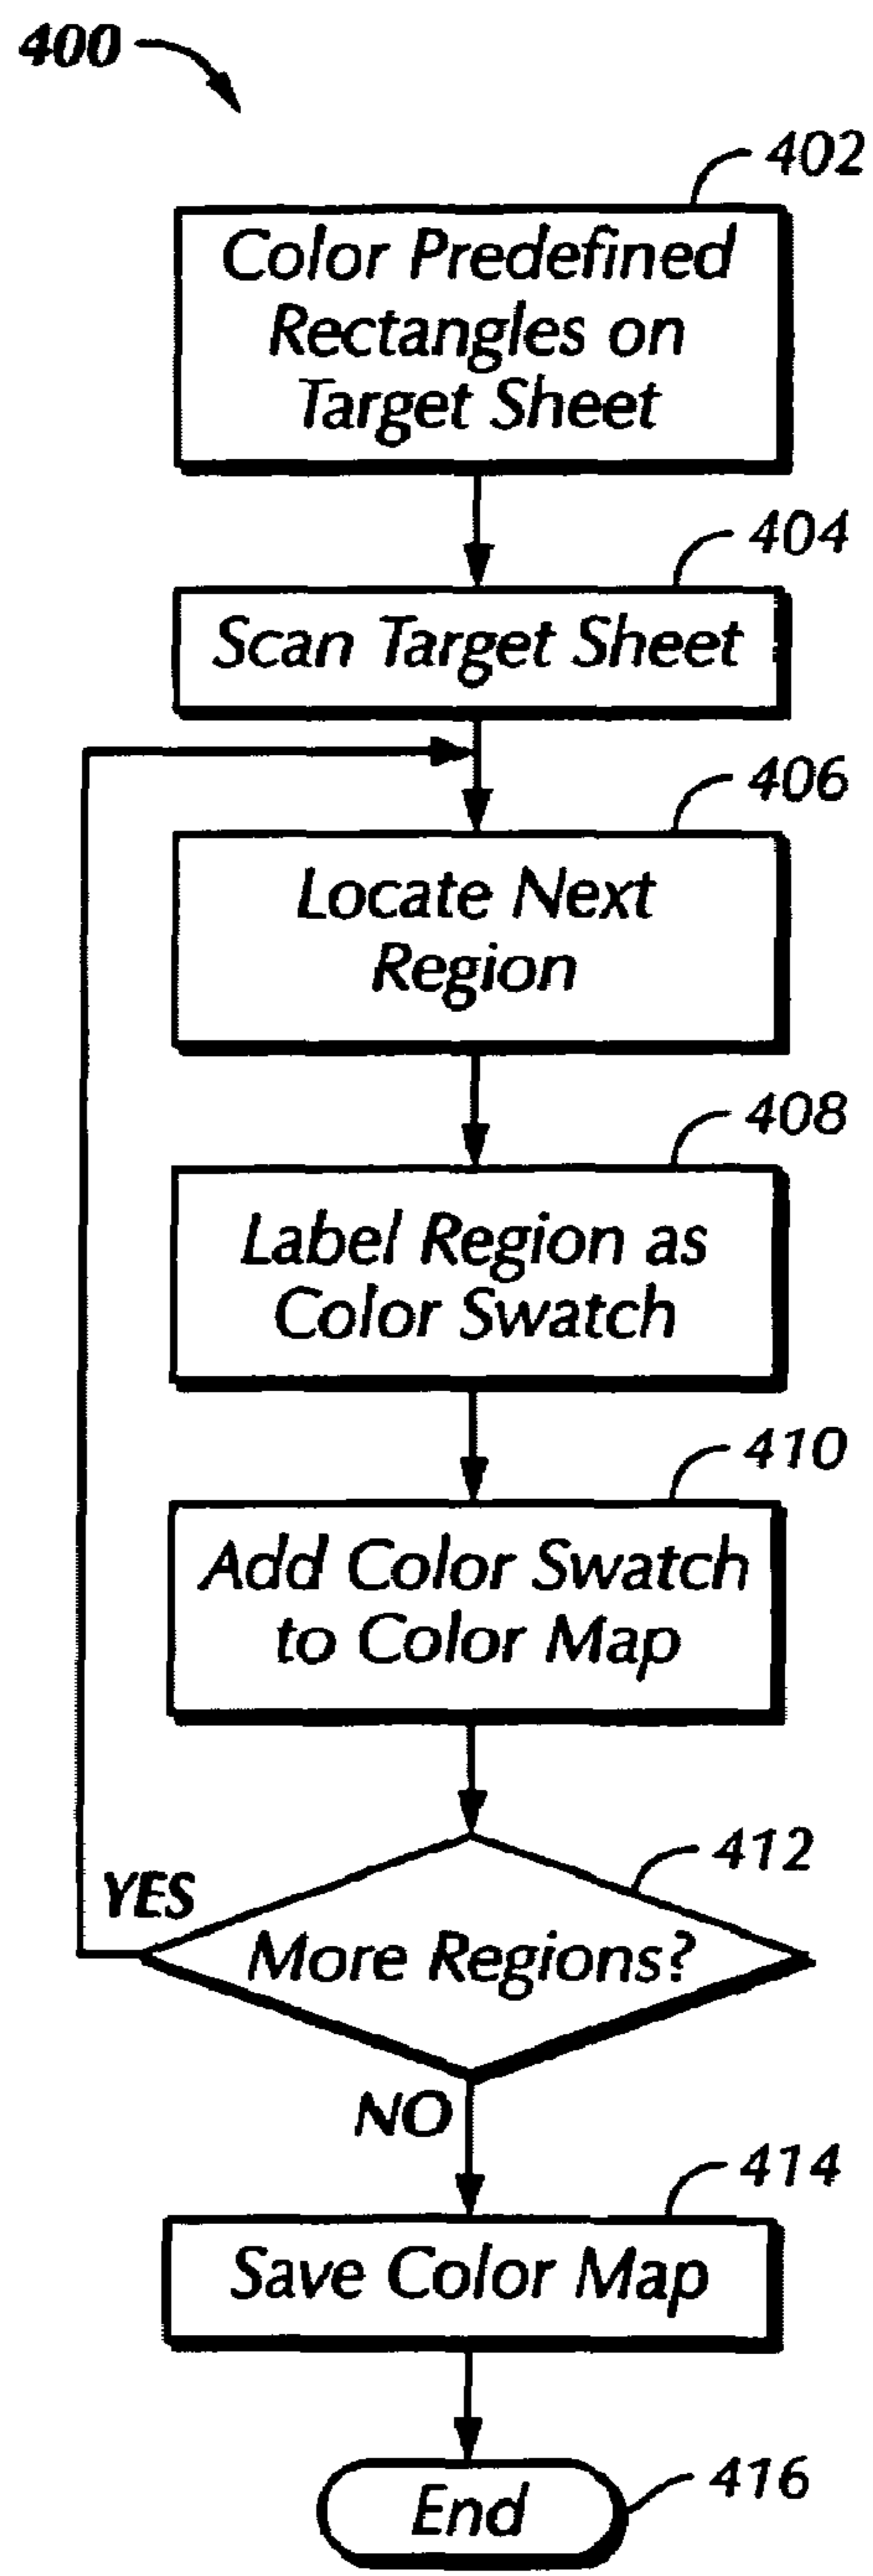 400
402
Color Predefined
Rectangles on
Target Sheet
404
Scan Target Sheet
406
Locate Next
Region
408
Label Region as
Color Swatch
410
Add Color Swatch
to Color Map
412
YES
More Regions?
NO
414
Save Color Map
416
End